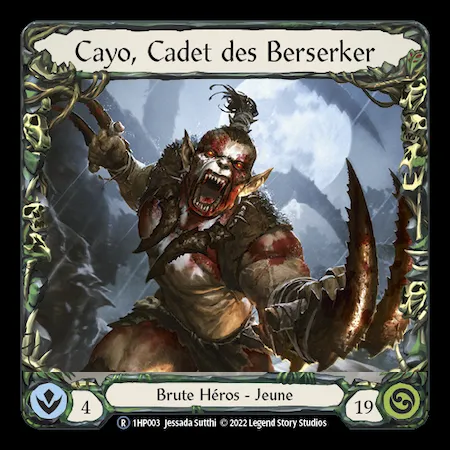 Cayo, Cadet des Berserker
4
Brute Héros - Jeune
19
R 1HP003 Jessada Sutthi © 2022 Legend Story Studios